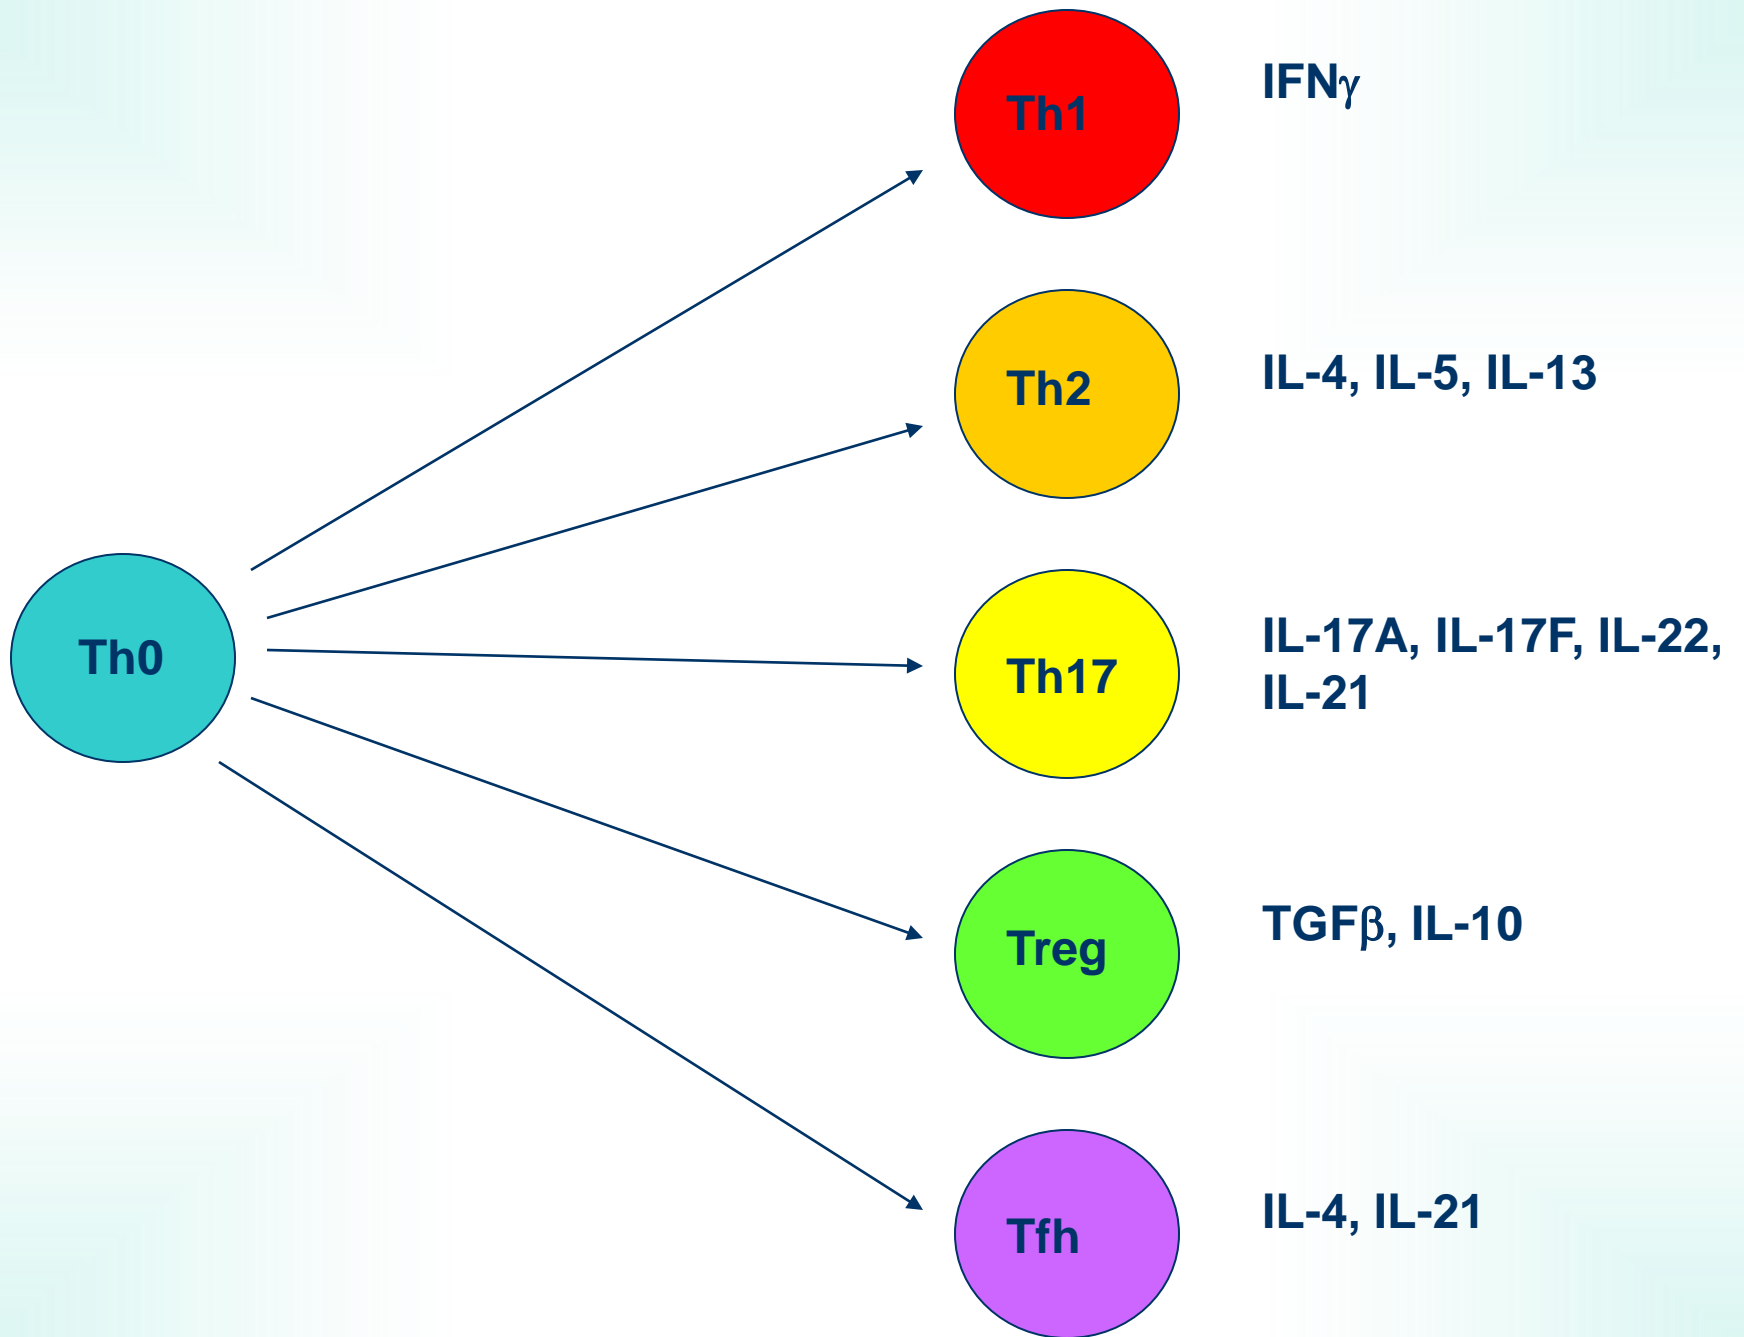 Th1
IFNγ
Th2
IL-4, IL-5, IL-13
Th0
Th17
IL-17A, IL-17F, IL-22,
IL-21
Treg
TGFβ, IL-10
Tfh
IL-4, IL-21